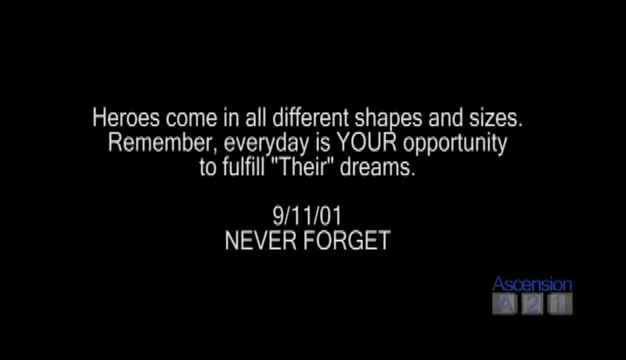 Heroes come in all different shapes and sizes.
Remember, everyday is YOUR opportunity
to fulfill "Their" dreams.
9/11/01
NEVER FORGET
Ascension
A21